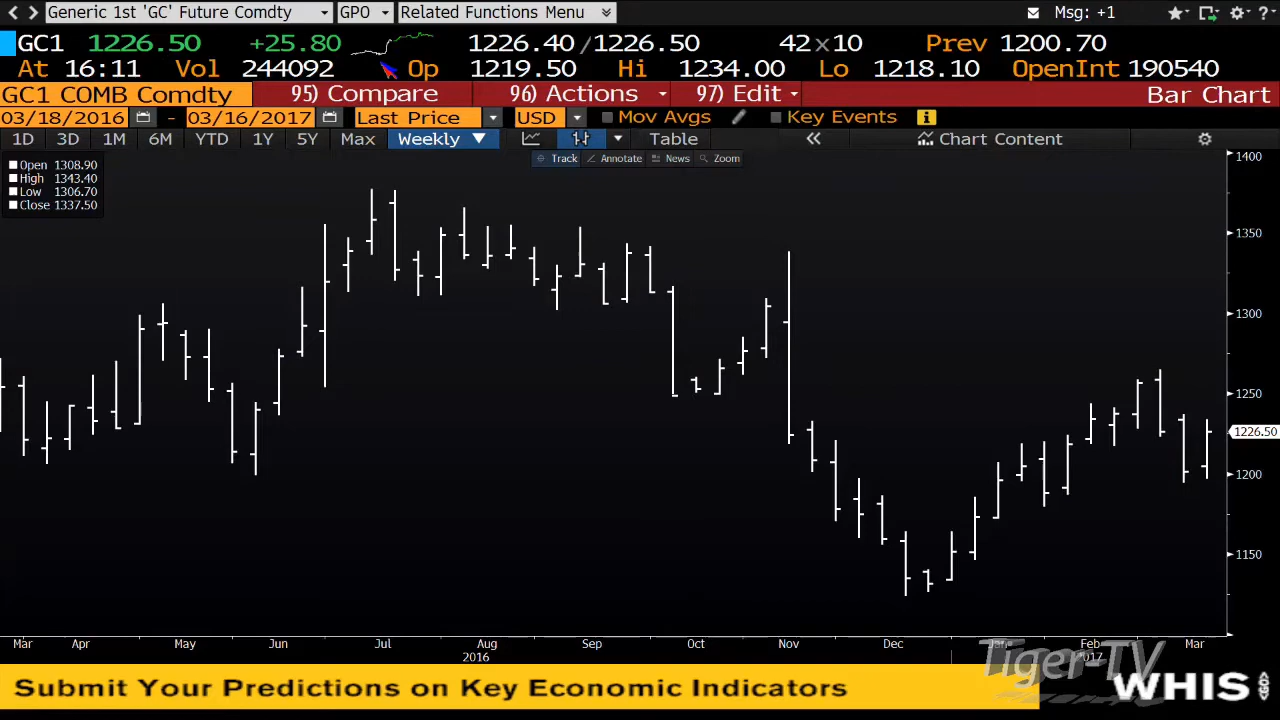 Generic 1st 'GC' Future Comdty GPO Related Functions Menu Msg: +1
GC1 1226.50 +25.80 1226.40/1226.50 42x10 Prev 1200.70
At 16:11 Vol 244092 Op 1219.50 Hi 1234.00 Lo 1218.10 OpenInt 190540
GC1 COMB Comdty 95) Compare 96) Actions 97) Edit Bar Chart
03/18/2016 - 03/16/2017 Last Price USD Mov Avgs Key Events
1D 3D 1M 6M YTD 1Y 5Y Max Weekly Table Chart Content
Track Annotate News Zoom
Open 1308.90
High 1343.40
Low 1306.70
Close 1337.50
1400
1350
1300
1250
1226.50
1200
1150
Mar Apr May Jun Jul Aug Sep Oct Nov Dec Jan Feb Mar
2016 2017
Tiger-TV
Submit Your Predictions on Key Economic Indicators WHIS <GO>